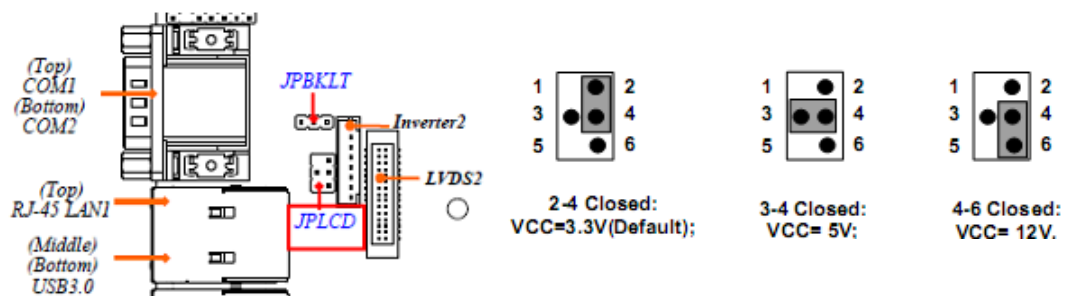 (Top)
COM1
(Bottom)
COM2
(Top)
RJ-45 LAN1
(Middle)
(Bottom)
USB3.0
JPBKLT
Inverter2
LVDS2
JPLCD
1 2
3 4
5 6
2-4 Closed:
VCC=3.3V(Default);
1 2
3 4
5 6
3-4 Closed:
VCC= 5V;
1 2
3 4
5 6
4-6 Closed:
VCC= 12V.